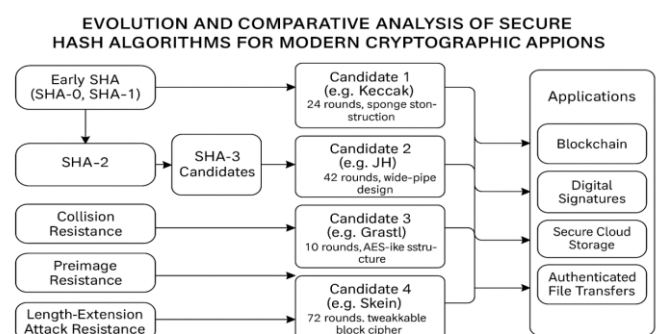 EVOLUTION AND COMPARATIVE ANALYSIS OF SECURE
HASH ALGORITHMS FOR MODERN CRYPTOGRAPHIC APPIONS
Early SHA
(SHA-0, SHA-1)
SHA-2
SHA-3
Candidates
Collision
Resistance
Preimage
Resistance
Length-Extension
Attack Resistance
Candidate 1
(e.g. Keccak)
24 rounds, sponge ston-
struction
Candidate 2
(e.g. JH)
42 rounds, wide-pipe
design
Candidate 3
(e.g. Grastl)
10 rounds, AES-ike sstru-
cture
Candidate 4
(e.g. Skein)
72 rounds, tweakkable
block cipher
Applications
Blockchain
Digital
Signatures
Secure Cloud
Storage
Authenticated
File Transfers